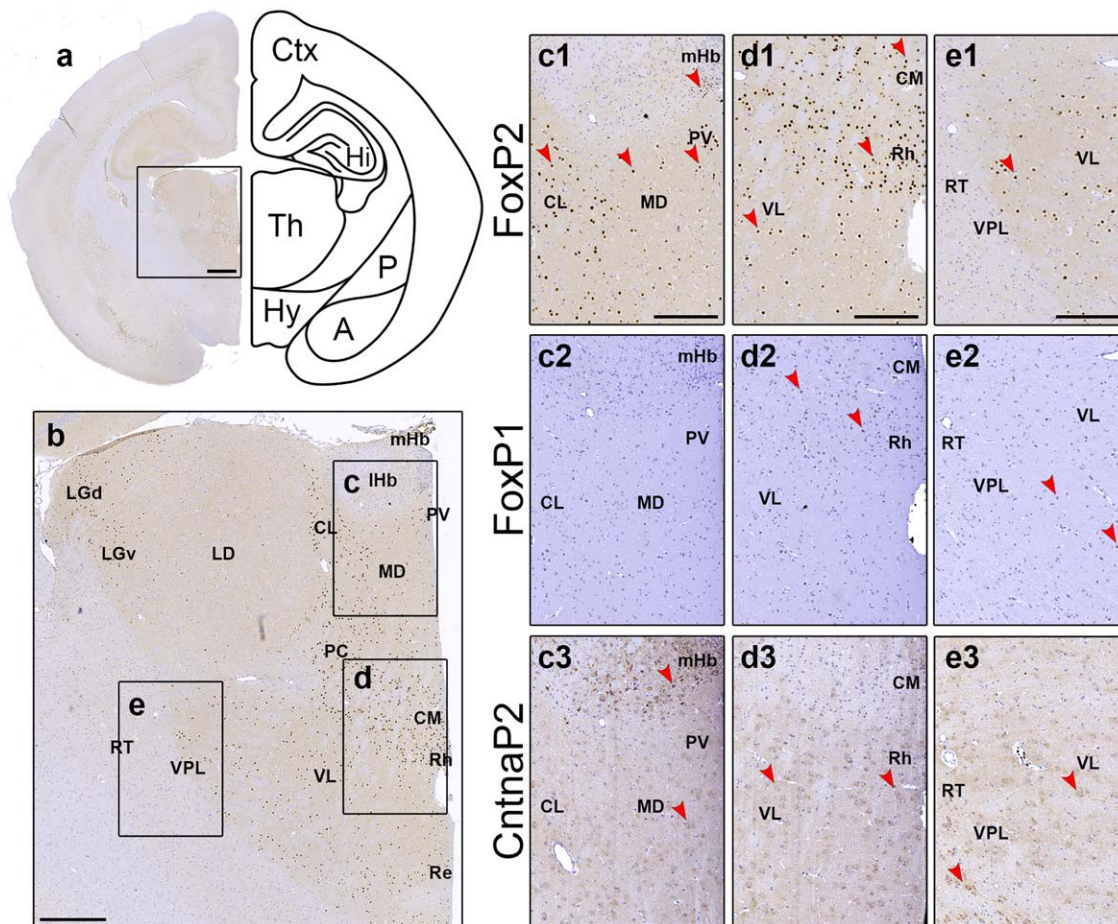 a
Ctx
Hi
Th
P
Hy
A
b
mHb
LGd
lHb
c
PV
CL
LGv
LD
MD
PC
d
e
CM
RT
Rh
VPL
VL
Re
FoxP2
c1
mHb
PV
CL
MD
d1
CM
Rh
VL
e1
VL
RT
VPL
FoxP1
c2
mHb
PV
CL
MD
d2
CM
Rh
VL
e2
VL
RT
VPL
CntnaP2
c3
mHb
PV
CL
MD
d3
CM
Rh
VL
e3
VL
RT
VPL